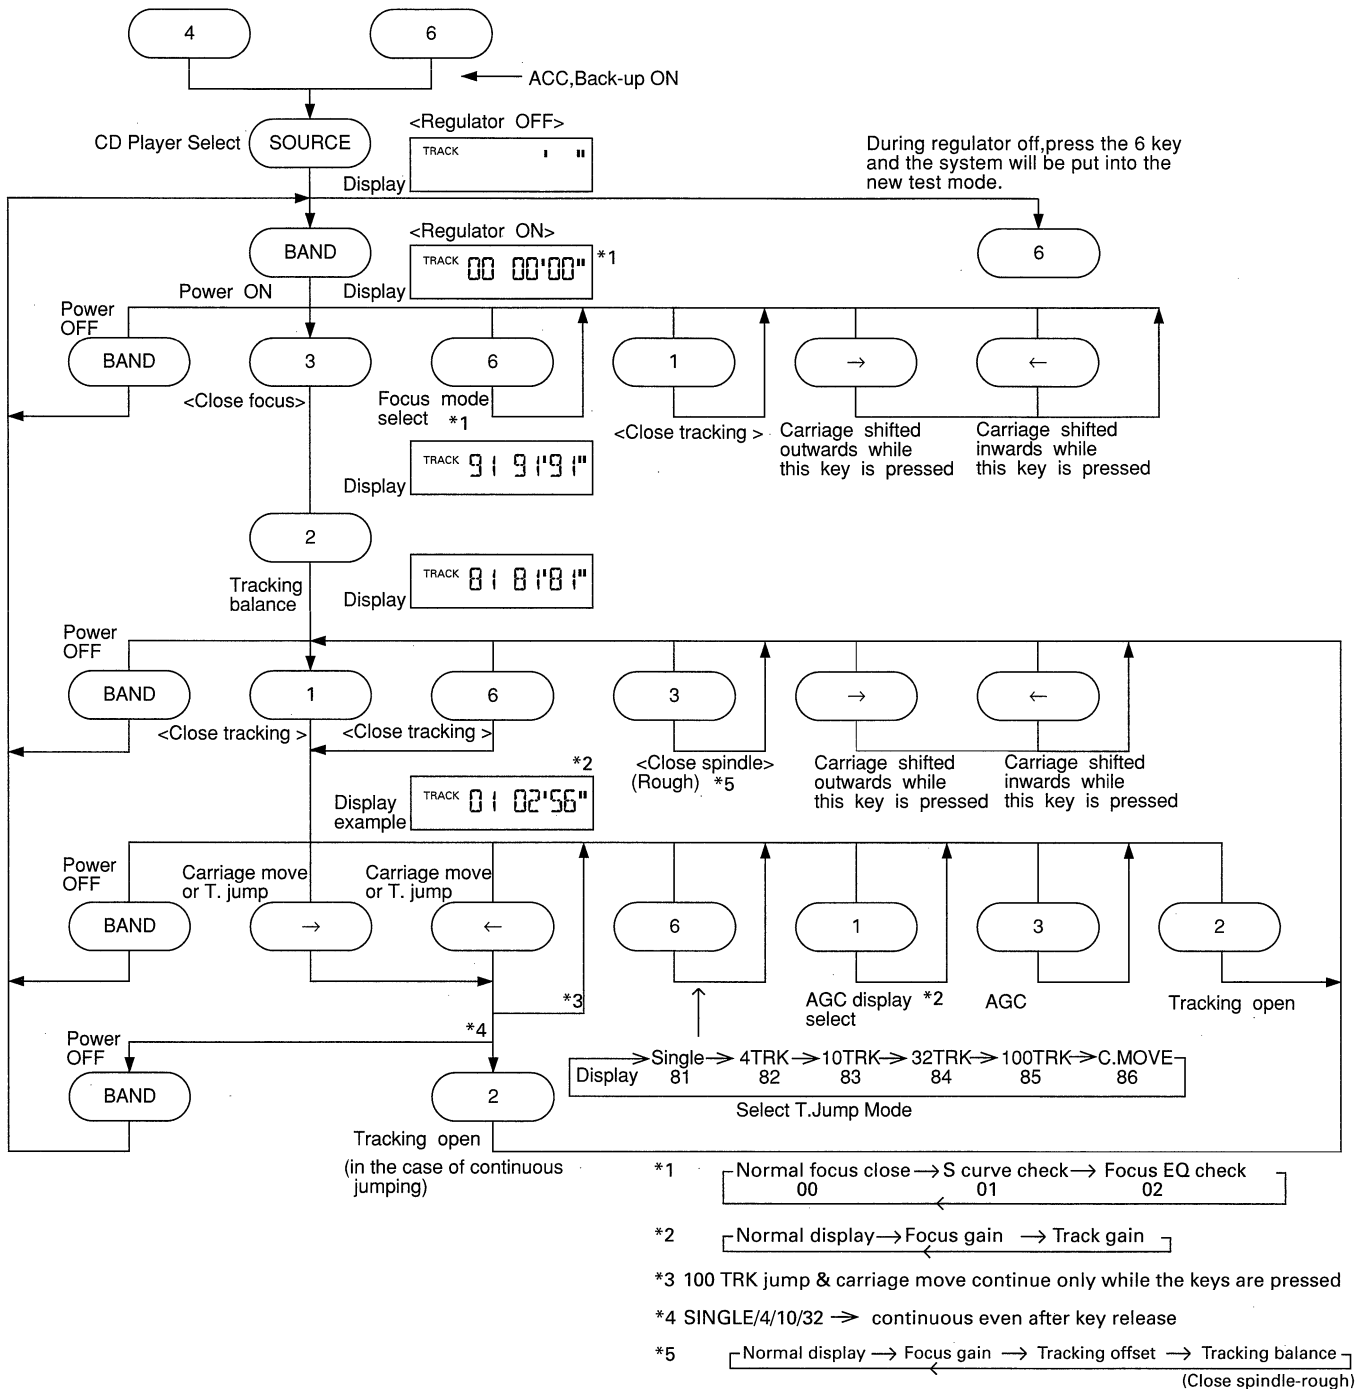 4
6
ACC,Back-up ON
<Regulator OFF>
CD Player Select
SOURCE
TRACK ' "
Display
During regulator off,press the 6 key
and the system will be put into the
new test mode.
<Regulator ON>
BAND
TRACK 00 00'00" *1
6
Power ON
Display
Power
OFF
BAND
3
6
1
→
←
<Close focus>
Focus mode
select *1
<Close tracking >
Carriage shifted
outwards while
this key is pressed
Carriage shifted
inwards while
this key is pressed
TRACK 91 91'91"
Display
2
Tracking
balance
TRACK 81 81'81"
Display
Power
OFF
BAND
1
6
3
→
←
<Close tracking >
<Close tracking >
<Close spindle>
(Rough) *5
Carriage shifted
outwards while
this key is pressed
Carriage shifted
inwards while
this key is pressed
*2
Display
example
TRACK 01 02'56"
Power
OFF
Carriage move
or T. jump
Carriage move
or T. jump
BAND
→
←
6
1
3
2
*3
AGC display *2
select
AGC
Tracking open
*4
Power
OFF
BAND
2
Display
Single → 4TRK → 10TRK → 32TRK → 100TRK → C.MOVE
81 82 83 84 85 86
Select T.Jump Mode
Tracking open
(in the case of continuous
jumping)
*1 Normal focus close → S curve check → Focus EQ check
00 01 02
*2 Normal display → Focus gain → Track gain
*3 100 TRK jump & carriage move continue only while the keys are pressed
*4 SINGLE/4/10/32 → continuous even after key release
*5 Normal display → Focus gain → Tracking offset → Tracking balance
(Close spindle-rough)